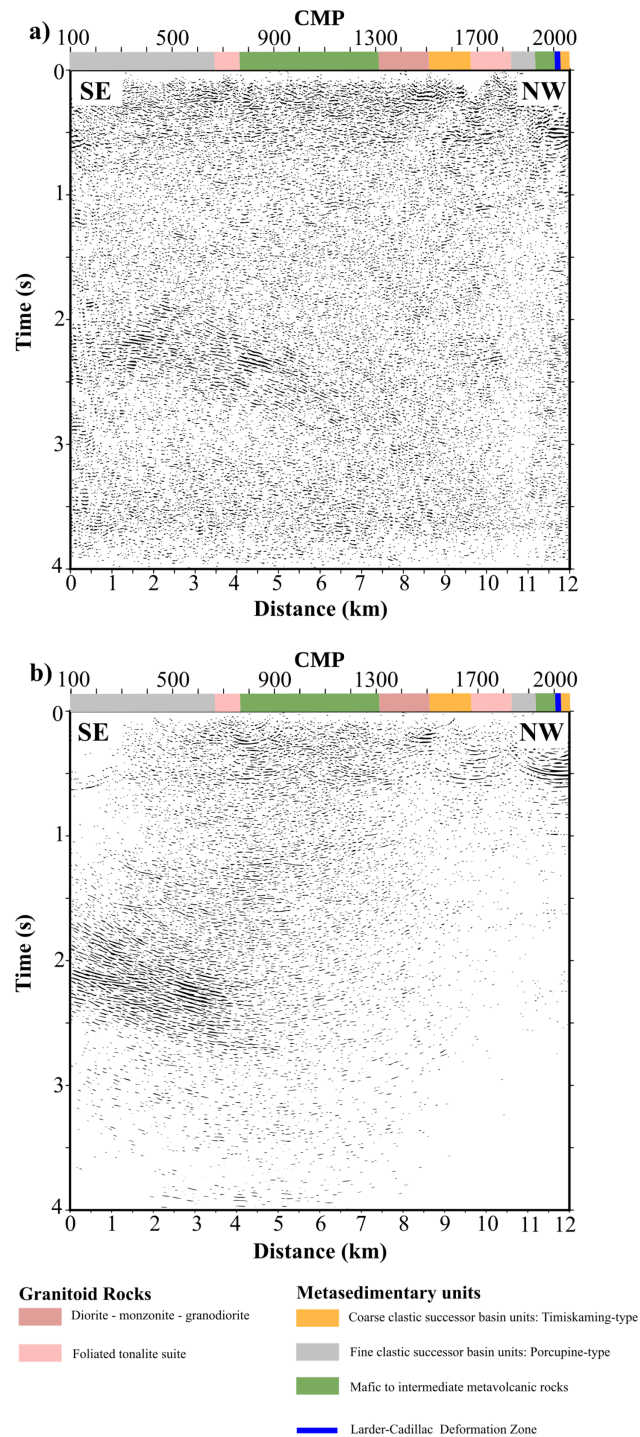 CMP
a)
100 500 900 1300 1700 2000
0
SE NW
1
2
Time (s)
3
4
0 1 2 3 4 5 6 7 8 9 10 11 12
Distance (km)
CMP
b)
100 500 900 1300 1700 2000
0
SE NW
1
2
Time (s)
3
4
0 1 2 3 4 5 6 7 8 9 10 11 12
Distance (km)
Granitoid Rocks
Diorite - monzonite - granodiorite
Foliated tonalite suite
Metasedimentary units
Coarse clastic successor basin units: Timiskaming-type
Fine clastic successor basin units: Porcupine-type
Mafic to intermediate metavolcanic rocks
Larder-Cadillac Deformation Zone